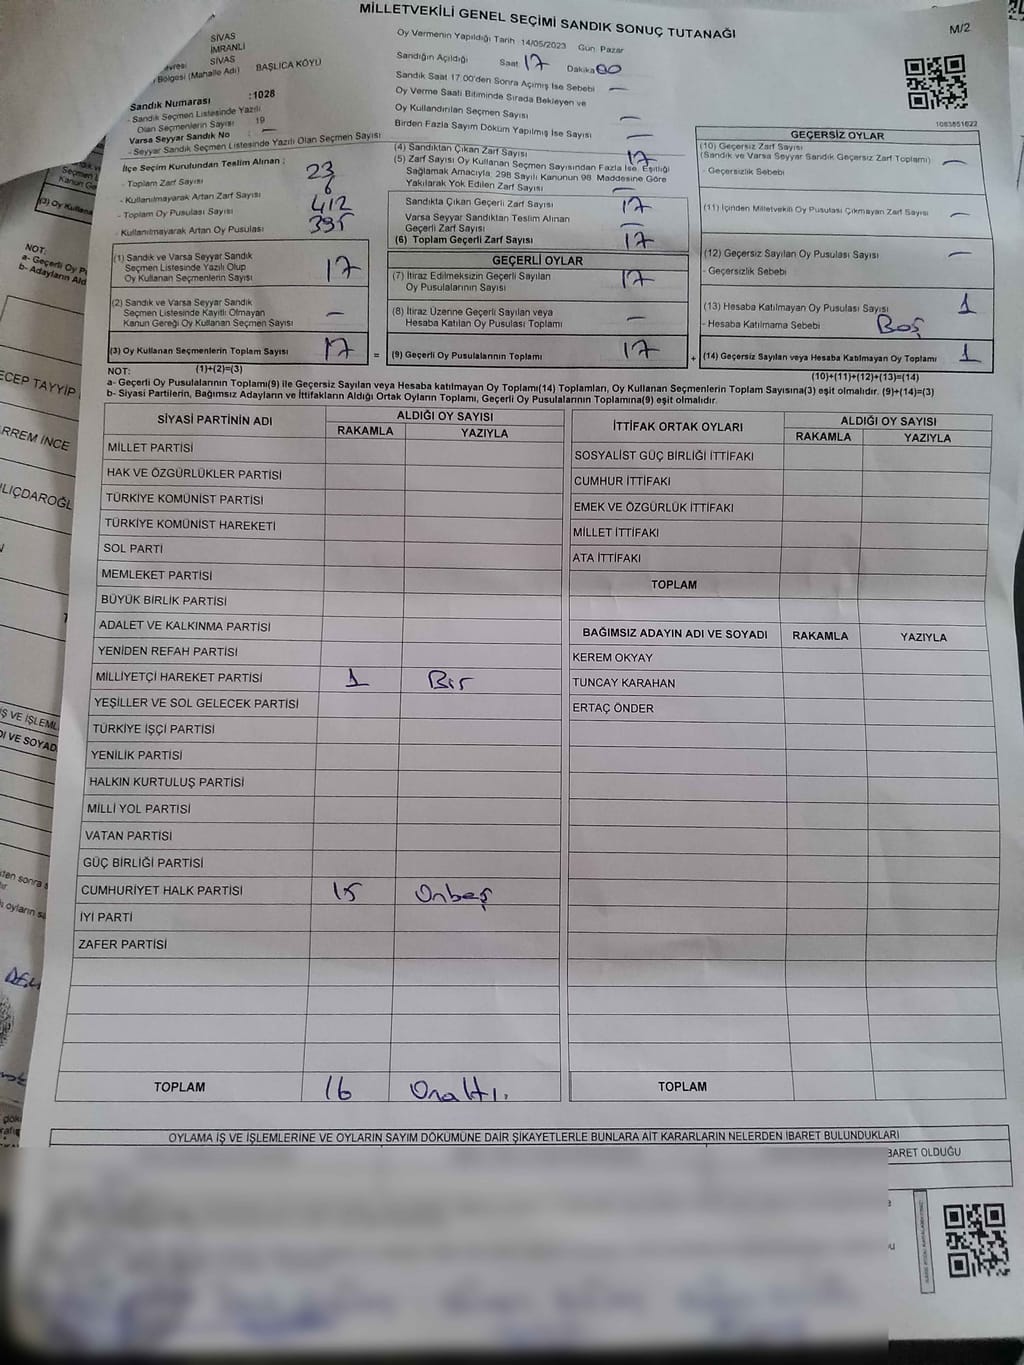 MİLLETVEKİLİ GENEL SEÇİMİ SANDIK SONUÇ TUTANAĞI
M/2
SİVAS
İMRANLI
SİVAS
Bölgesi (Mahalle Adı) BAŞLICA KÖYÜ
Sandık Numarası :1028
- Sandık Seçmen Listesinde Yazılı
Olan Seçmenlerin Sayısı 19
Varsa Seyyar Sandık No —
- Seyyar Sandık Seçmen Listesinde Yazılı Olan Seçmen Sayısı
İlçe Seçim Kurulundan Teslim Alınan ;
- Toplam Zarf Sayısı 23
- Kullanılmayarak Artan Zarf Sayısı 6
- Toplam Oy Pusulası Sayısı 412
- Kullanılmayarak Artan Oy Pusulası 395
(1) Sandık ve Varsa Seyyar Sandık
Seçmen Listesinde Yazılı Olup
Oy Kullanan Seçmenlerin Sayısı 17
(2) Sandık ve Varsa Seyyar Sandık
Seçmen Listesinde Kayıtlı Olmayan
Kanun Gereği Oy Kullanan Seçmen Sayısı —
(3) Oy Kullanan Seçmenlerin Toplam Sayısı 17
Oy Vermenin Yapıldığı Tarih 14/05/2023 Gün: Pazar
Sandığın Açıldığı Saat 17 Dakika 00
Sandık Saat 17.00'den Sonra Açılmış İse Sebebi —
Oy Verme Saati Bitiminde Sırada Bekleyen ve
Oy Kullandırılan Seçmen Sayısı —
Birden Fazla Sayım Döküm Yapılmış İse Sayısı —
(4) Sandıktan Çıkan Zarf Sayısı 17
(5) Zarf Sayısı Oy Kullanan Seçmen Sayısından Fazla İse, Eşitliği
Sağlamak Amacıyla, 298 Sayılı Kanunun 98. Maddesine Göre
Yakılarak Yok Edilen Zarf Sayısı —
Sandıkta Çıkan Geçerli Zarf Sayısı 17
Varsa Seyyar Sandıktan Teslim Alınan
Geçerli Zarf Sayısı —
(6) Toplam Geçerli Zarf Sayısı 17
GEÇERLİ OYLAR
(7) İtiraz Edilmeksizin Geçerli Sayılan
Oy Pusulalarının Sayısı 17
(8) İtiraz Üzerine Geçerli Sayılan veya
Hesaba Katılan Oy Pusulası Toplamı —
= (9) Geçerli Oy Pusulalarının Toplamı 17
1083851622
GEÇERSİZ OYLAR
(10) Geçersiz Zarf Sayısı
(Sandık ve Varsa Seyyar Sandık Geçersiz Zarf Toplamı) —
- Geçersizlik Sebebi
(11) İçinden Milletvekili Oy Pusulası Çıkmayan Zarf Sayısı —
(12) Geçersiz Sayılan Oy Pusulası Sayısı —
- Geçersizlik Sebebi
(13) Hesaba Katılmayan Oy Pusulası Sayısı 1
- Hesaba Katılmama Sebebi Boş
+ (14) Geçersiz Sayılan veya Hesaba Katılmayan Oy Toplamı 1
NOT: (1)+(2)=(3) (10)+(11)+(12)+(13)=(14)
a- Geçerli Oy Pusulalarının Toplamı(9) ile Geçersiz Sayılan veya Hesaba katılmayan Oy Toplamı(14) Toplamları, Oy Kullanan Seçmenlerin Toplam Sayısına(3) eşit olmalıdır. (9)+(14)=(3)
b- Siyasi Partilerin, Bağımsız Adayların ve İttifakların Aldığı Ortak Oyların Toplamı, Geçerli Oy Pusulalarının Toplamına(9) eşit olmalıdır.
SİYASİ PARTİNİN ADI ALDIĞI OY SAYISI
RAKAMLA YAZIYLA
MİLLET PARTİSİ
HAK VE ÖZGÜRLÜKLER PARTİSİ
TÜRKİYE KOMÜNİST PARTİSİ
TÜRKİYE KOMÜNİST HAREKETİ
SOL PARTİ
MEMLEKET PARTİSİ
BÜYÜK BİRLİK PARTİSİ
ADALET VE KALKINMA PARTİSİ
YENİDEN REFAH PARTİSİ
MİLLİYETÇİ HAREKET PARTİSİ 1 Bir
YEŞİLLER VE SOL GELECEK PARTİSİ
TÜRKİYE İŞÇİ PARTİSİ
YENİLİK PARTİSİ
HALKIN KURTULUŞ PARTİSİ
MİLLİ YOL PARTİSİ
VATAN PARTİSİ
GÜÇ BİRLİĞİ PARTİSİ
CUMHURİYET HALK PARTİSİ 15 Onbeş
İYİ PARTİ
ZAFER PARTİSİ
TOPLAM 16 Onaltı.
İTTİFAK ORTAK OYLARI ALDIĞI OY SAYISI
RAKAMLA YAZIYLA
SOSYALİST GÜÇ BİRLİĞİ İTTİFAKI
CUMHUR İTTİFAKI
EMEK VE ÖZGÜRLÜK İTTİFAKI
MİLLET İTTİFAKI
ATA İTTİFAKI
TOPLAM
BAĞIMSIZ ADAYIN ADI VE SOYADI RAKAMLA YAZIYLA
KEREM OKYAY
TUNCAY KARAHAN
ERTAÇ ÖNDER
TOPLAM
OYLAMA İŞ VE İŞLEMLERİNE VE OYLARIN SAYIM DÖKÜMÜNE DAİR ŞİKAYETLERLE BUNLARA AİT KARARLARIN NELERDEN İBARET BULUNDUKLARI
BARET OLDUĞU
(3) Oy Kullana
NOT:
a- Geçerli Oy P
b- Adayların Ald
ECEP TAYYİP
RREM İNCE
LIÇDAROĞL
Ş VE İŞLEML
DI VE SOYAD